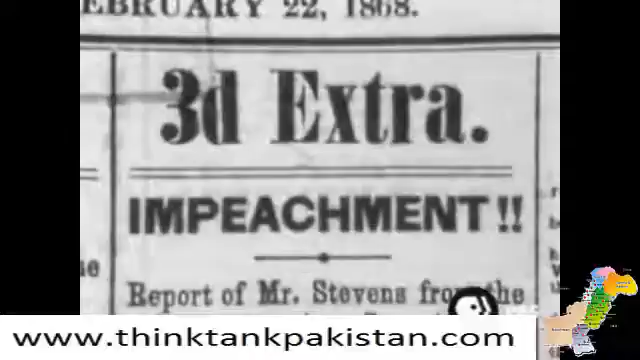 EBRUARY 22, 1868.
3d Extra.
IMPEACHMENT!!
Report of Mr. Stevens from the
www.thinktankpakistan.com